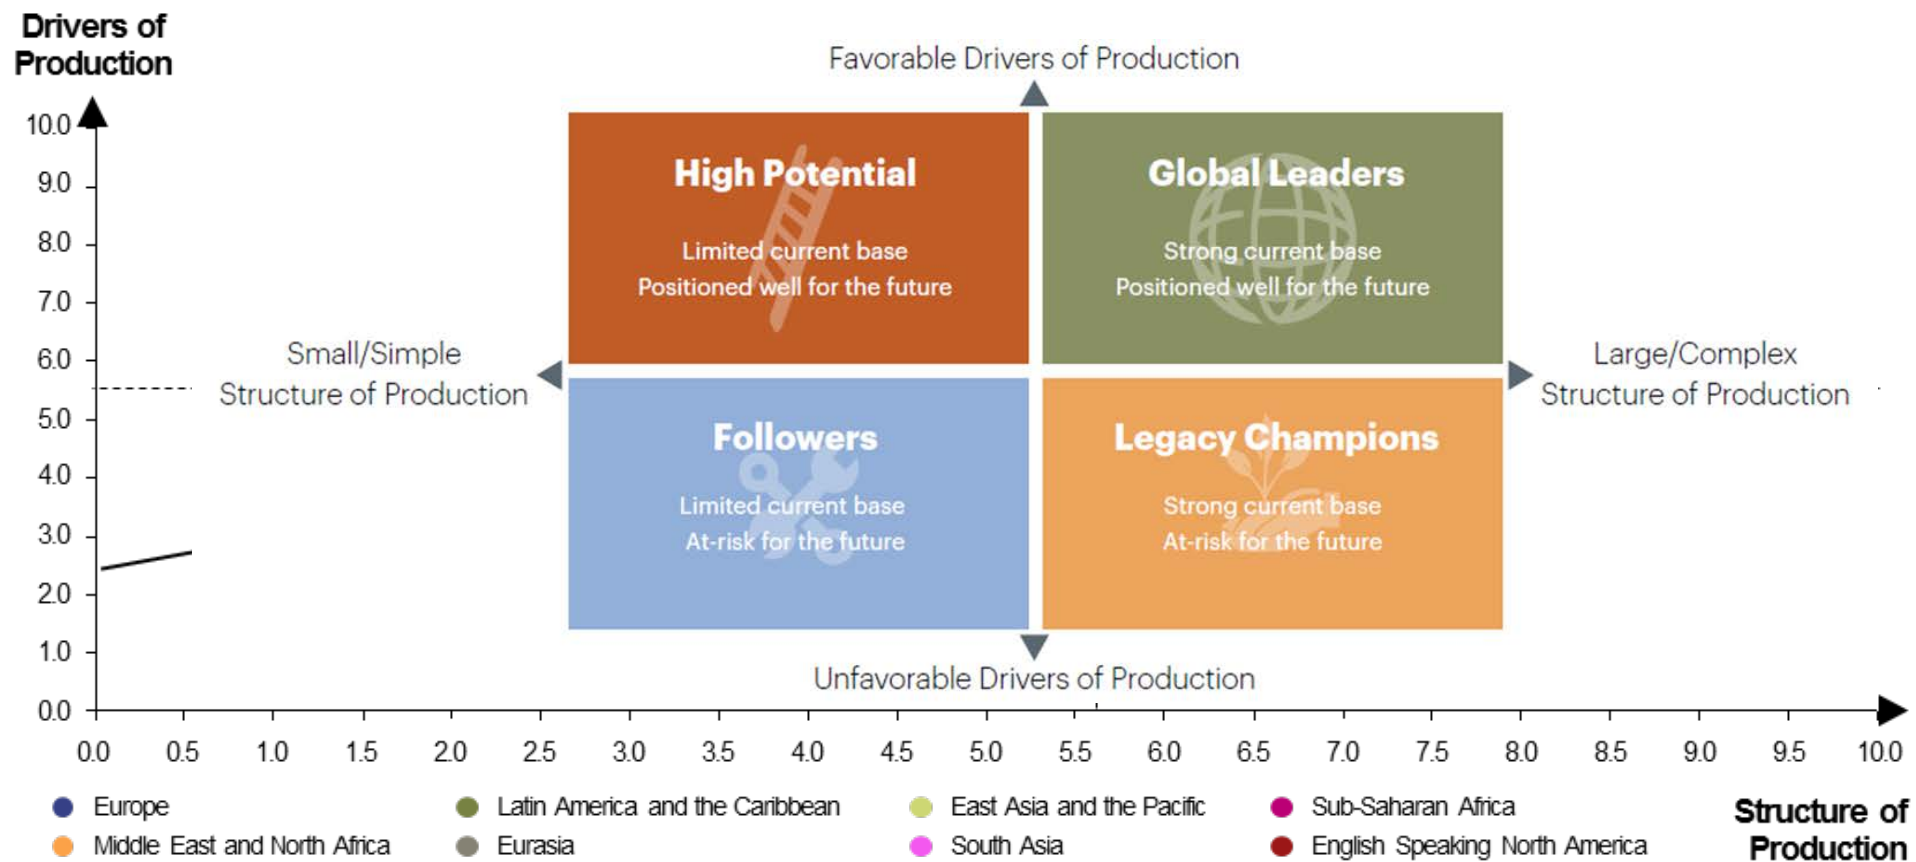 Drivers of
Production
Favorable Drivers of Production
10.0
9.0
8.0
7.0
6.0
5.0
4.0
3.0
2.0
1.0
0.0
High Potential
Limited current base
Positioned well for the future
Global Leaders
Strong current base
Positioned well for the future
Small/Simple
Structure of Production
Large/Complex
Structure of Production
Followers
Limited current base
At-risk for the future
Legacy Champions
Strong current base
At-risk for the future
Unfavorable Drivers of Production
0.0 0.5 1.0 1.5 2.0 2.5 3.0 3.5 4.0 4.5 5.0 5.5 6.0 6.5 7.0 7.5 8.0 8.5 9.0 9.5 10.0
Europe Latin America and the Caribbean East Asia and the Pacific Sub-Saharan Africa
Middle East and North Africa Eurasia South Asia English Speaking North America
Structure of
Production